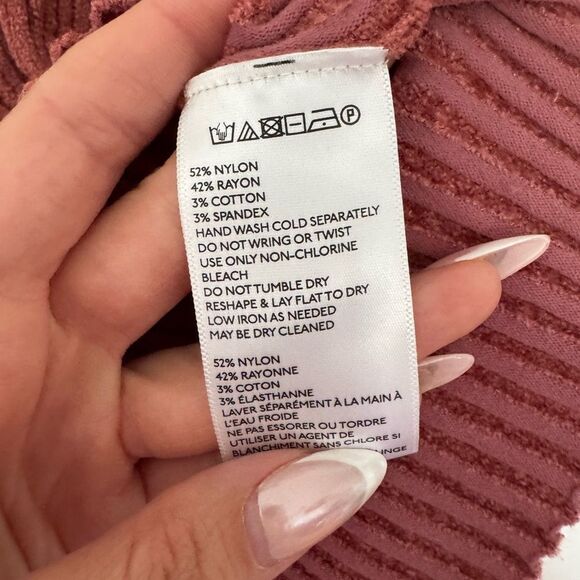 52% NYLON
42% RAYON
3% COTTON
3% SPANDEX
HAND WASH COLD SEPARATELY
DO NOT WRING OR TWIST
USE ONLY NON-CHLORINE
BLEACH
DO NOT TUMBLE DRY
RESHAPE & LAY FLAT TO DRY
LOW IRON AS NEEDED
MAY BE DRY CLEANED
52% NYLON
42% RAYONNE
3% COTON
3% ÉLASTHANNE
LAVER SÉPARÉMENT À LA MAIN À
L'EAU FROIDE
NE PAS ESSORER OU TORDRE
UTILISER UN AGENT DE
BLANCHIMENT SANS CHLORE SI